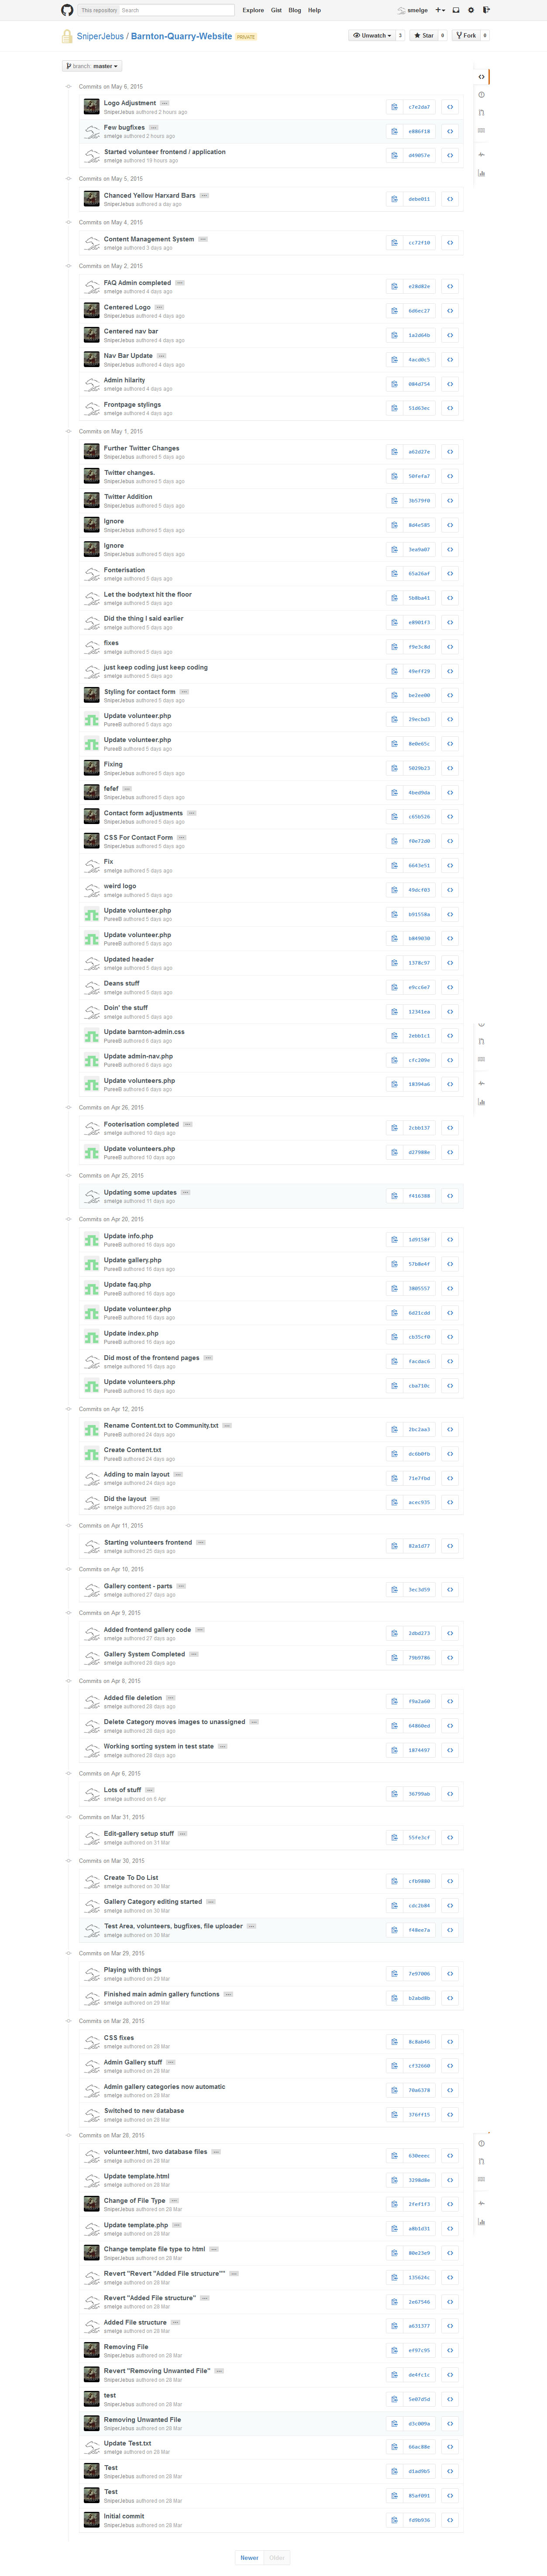 This repository Search Explore Gist Blog Help smelge
SniperJebus / Barnton-Quarry-Website PRIVATE Unwatch 3 Star 0 Fork 0
branch: master
Commits on May 6, 2015
Logo Adjustment c7e2da7
SniperJebus authored 2 hours ago
Few bugfixes e806f18
smelge authored 2 hours ago
Started volunteer frontend / application d49057e
smelge authored 19 hours ago
Commits on May 5, 2015
Chanced Yellow Harxard Bars debe011
SniperJebus authored a day ago
Commits on May 4, 2015
Content Management System cc72f10
smelge authored 3 days ago
Commits on May 2, 2015
FAQ Admin completed e28d82e
smelge authored 4 days ago
Centered Logo 6d6ec27
SniperJebus authored 4 days ago
Centered nav bar 1a2d64b
SniperJebus authored 4 days ago
Nav Bar Update 4acd0c5
SniperJebus authored 4 days ago
Admin hilarity 084d754
smelge authored 4 days ago
Frontpage stylings 51d63ec
smelge authored 4 days ago
Commits on May 1, 2015
Further Twitter Changes a62d27e
SniperJebus authored 5 days ago
Twitter changes. 50fefa7
SniperJebus authored 5 days ago
Twitter Addition 3b579f0
SniperJebus authored 5 days ago
Ignore 8d4e585
SniperJebus authored 5 days ago
Ignore 3ea9a07
SniperJebus authored 5 days ago
Fonterisation 65a26af
smelge authored 5 days ago
Let the bodytext hit the floor 5b8ba41
smelge authored 5 days ago
Did the thing I said earlier e8901f3
smelge authored 5 days ago
fixes f9e3c8d
smelge authored 5 days ago
just keep coding just keep coding 49eff29
smelge authored 5 days ago
Styling for contact form be2ee00
SniperJebus authored 5 days ago
Update volunteer.php 29ecbd3
PureeB authored 5 days ago
Update volunteer.php 8e0e65c
PureeB authored 5 days ago
Fixing 5029b23
SniperJebus authored 5 days ago
fefef 4bed9da
SniperJebus authored 5 days ago
Contact form adjustments c65b526
SniperJebus authored 5 days ago
CSS For Contact Form f0e72d0
SniperJebus authored 5 days ago
Fix 6643e51
smelge authored 5 days ago
weird logo 49dcf03
smelge authored 5 days ago
Update volunteer.php b91558a
PureeB authored 5 days ago
Update volunteer.php b849030
PureeB authored 5 days ago
Updated header 1378c97
smelge authored 5 days ago
Deans stuff e9cc6e7
smelge authored 5 days ago
Doin' the stuff 12341ea
smelge authored 5 days ago
Update barnton-admin.css 2ebb1c1
PureeB authored 6 days ago
Update admin-nav.php cfc209e
PureeB authored 6 days ago
Update volunteers.php 18394a6
PureeB authored 6 days ago
Commits on Apr 26, 2015
Footerisation completed 2cbb137
smelge authored 10 days ago
Update volunteers.php d27980e
PureeB authored 10 days ago
Commits on Apr 25, 2015
Updating some updates f416388
smelge authored 11 days ago
Commits on Apr 20, 2015
Update info.php 1d9158f
PureeB authored 16 days ago
Update gallery.php 57b8e4f
PureeB authored 16 days ago
Update faq.php 3805557
PureeB authored 16 days ago
Update volunteer.php 6d21cdd
PureeB authored 16 days ago
Update index.php cb35cf0
PureeB authored 16 days ago
Did most of the frontend pages facdac6
smelge authored 16 days ago
Update volunteers.php cba710c
PureeB authored 16 days ago
Commits on Apr 12, 2015
Rename Content.txt to Community.txt 2bc2aa3
PureeB authored 24 days ago
Create Content.txt dc6b0fb
PureeB authored 24 days ago
Adding to main layout 71e7fbd
smelge authored 24 days ago
Did the layout acec935
smelge authored 25 days ago
Commits on Apr 11, 2015
Starting volunteers frontend 82a1d77
smelge authored 25 days ago
Commits on Apr 10, 2015
Gallery content - parts 3ec3d59
smelge authored 27 days ago
Commits on Apr 9, 2015
Added frontend gallery code 2dbd273
smelge authored 27 days ago
Gallery System Completed 79b9786
smelge authored 28 days ago
Commits on Apr 8, 2015
Added file deletion f9a2a60
smelge authored 28 days ago
Delete Category moves images to unassigned 64860ed
smelge authored 28 days ago
Working sorting system in test state 1874497
smelge authored 28 days ago
Commits on Apr 6, 2015
Lots of stuff 36799ab
smelge authored on 6 Apr
Commits on Mar 31, 2015
Edit-gallery setup stuff 55fe3cf
smelge authored on 31 Mar
Commits on Mar 30, 2015
Create To Do List cfb9880
smelge authored on 30 Mar
Gallery Category editing started cdc2b84
smelge authored on 30 Mar
Test Area, volunteers, bugfixes, file uploader f48ee7a
smelge authored on 30 Mar
Commits on Mar 29, 2015
Playing with things 7e97006
smelge authored on 29 Mar
Finished main admin gallery functions b2abd8b
smelge authored on 29 Mar
Commits on Mar 28, 2015
CSS fixes 8c8ab46
smelge authored on 28 Mar
Admin Gallery stuff cf32660
smelge authored on 28 Mar
Admin gallery categories now automatic 70a6378
smelge authored on 28 Mar
Switched to new database 376ff15
smelge authored on 28 Mar
Commits on Mar 28, 2015
volunteer.html, two database files 630eeec
smelge authored on 28 Mar
Update template.html 3298d8e
smelge authored on 28 Mar
Change of File Type 2fef1f3
SniperJebus authored on 28 Mar
Update template.php a8b1d31
smelge authored on 28 Mar
Change template file type to html 80e23e9
SniperJebus authored on 28 Mar
Revert "Revert "Added File structure"" 135624c
smelge authored on 28 Mar
Revert "Added File structure" 2e67546
smelge authored on 28 Mar
Added File structure a631377
smelge authored on 28 Mar
Removing File ef97c95
SniperJebus authored on 28 Mar
Revert "Removing Unwanted File" de4fc1c
SniperJebus authored on 28 Mar
test 5e07d5d
SniperJebus authored on 28 Mar
Removing Unwanted File d3c009a
SniperJebus authored on 28 Mar
Update Test.txt 66ac88e
smelge authored on 28 Mar
Test d1ad9b5
SniperJebus authored on 28 Mar
Test 85af091
SniperJebus authored on 28 Mar
Initial commit fd9b936
SniperJebus authored on 28 Mar
Newer Older